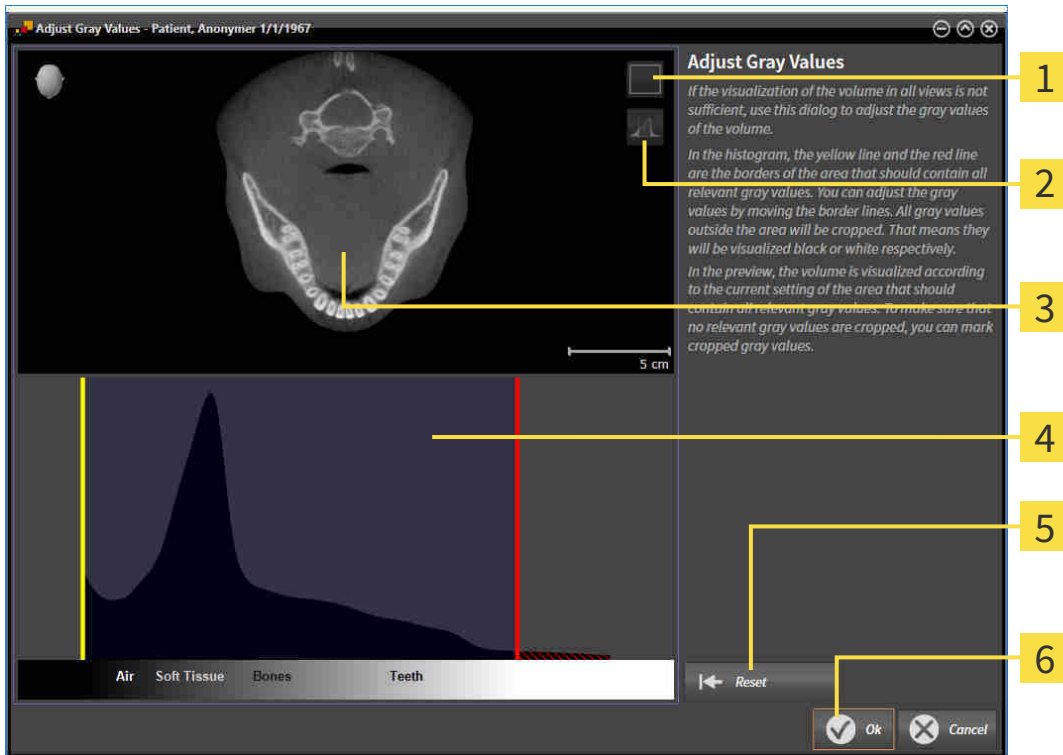 Adjust Gray Values - Patient, Anonymer 1/1/1967
Adjust Gray Values
If the visualization of the volume in all views is not
sufficient, use this dialog to adjust the gray values
of the volume.
In the histogram, the yellow line and the red line
are the borders of the area that should contain all
relevant gray values. You can adjust the gray
values by moving the border lines. All gray values
outside the area will be cropped. That means they
will be visualized black or white respectively.
In the preview, the volume is visualized according
to the current setting of the area that should
contain all relevant gray values. To make sure that
no relevant gray values are cropped, you can mark
cropped gray values.
5 cm
Air Soft Tissue Bones Teeth
Reset
Ok Cancel
1
2
3
4
5
6